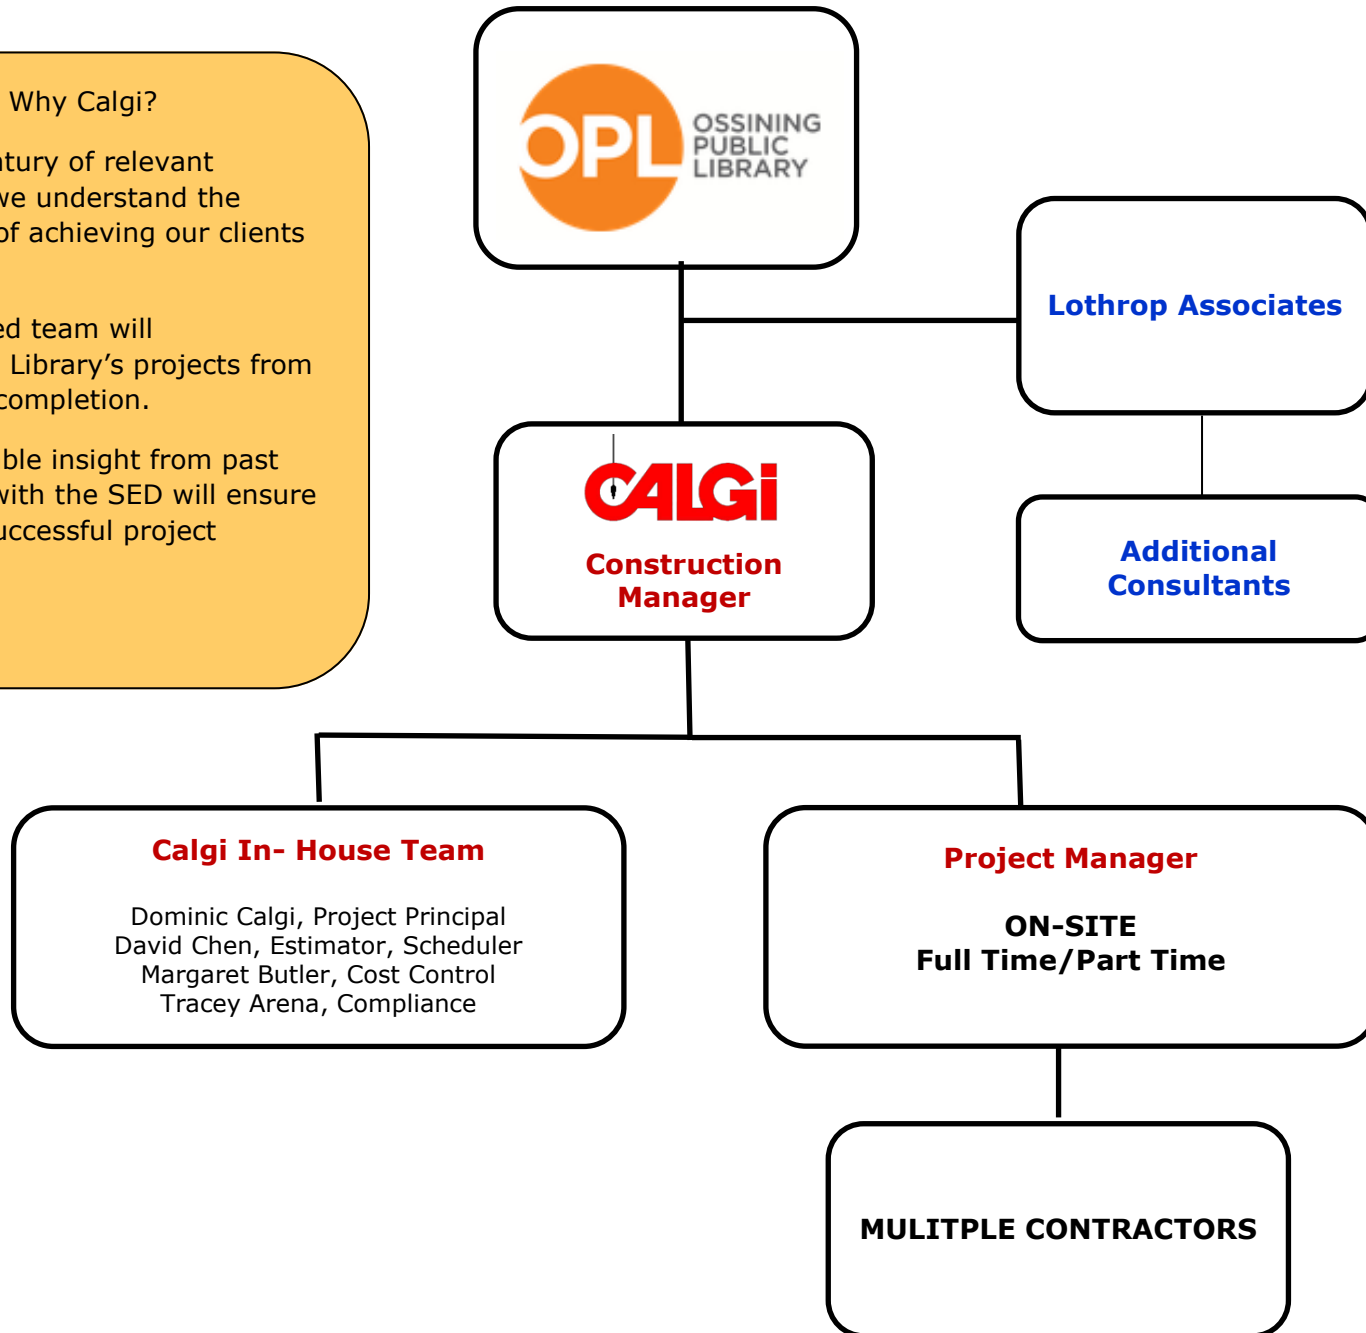 Why Calgi?
tury of relevant
we understand the
of achieving our clients
ed team will
Library’s projects from
completion.
ble insight from past
with the SED will ensure
uccessful project
OPL
OSSINING
PUBLIC
LIBRARY
Lothrop Associates
CALGi
Construction
Manager
Additional
Consultants
Calgi In- House Team
Dominic Calgi, Project Principal
David Chen, Estimator, Scheduler
Margaret Butler, Cost Control
Tracey Arena, Compliance
Project Manager
ON-SITE
Full Time/Part Time
MULITPLE CONTRACTORS